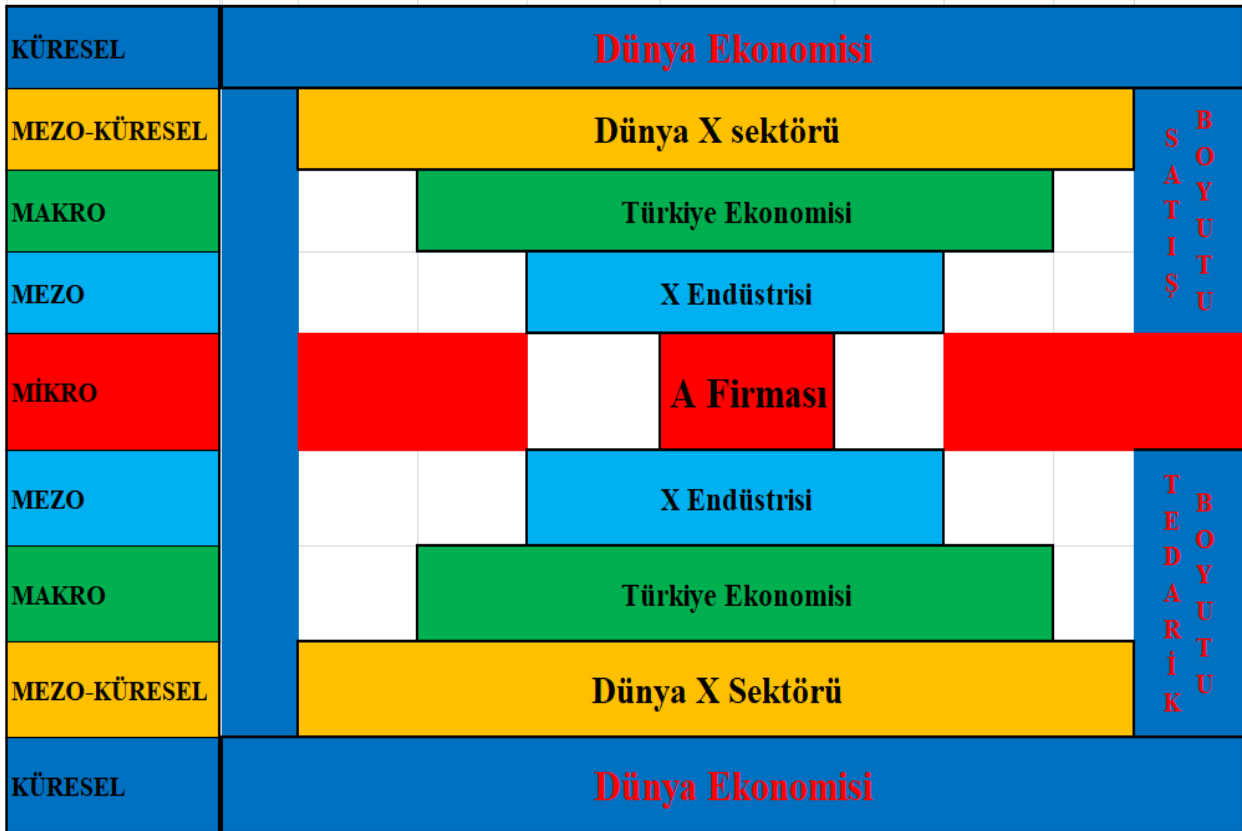 KÜRESEL
Dünya Ekonomisi
MEZO-KÜRESEL
Dünya X sektörü
SATIŞ
BOYUTU
MAKRO
Türkiye Ekonomisi
MEZO
X Endüstrisi
MİKRO
A Firması
MEZO
X Endüstrisi
TEDARİK
BOYUTU
MAKRO
Türkiye Ekonomisi
MEZO-KÜRESEL
Dünya X Sektörü
KÜRESEL
Dünya Ekonomisi